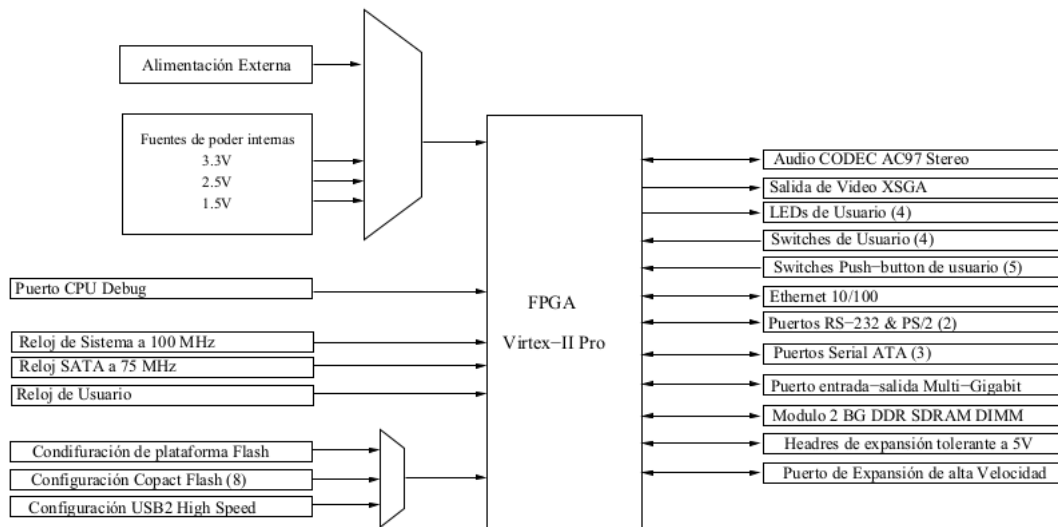 Alimentación Externa
Fuentes de poder internas
3.3V
2.5V
1.5V
Puerto CPU Debug
Reloj de Sistema a 100 MHz
Reloj SATA a 75 MHz
Reloj de Usuario
Condifuración de plataforma Flash
Configuración Copact Flash (8)
Configuración USB2 High Speed
FPGA
Virtex−II Pro
Audio CODEC AC97 Stereo
Salida de Video XSGA
LEDs de Usuario (4)
Switches de Usuario (4)
Switches Push−button de usuario (5)
Ethernet 10/100
Puertos RS−232 & PS/2 (2)
Puertos Serial ATA (3)
Puerto entrada−salida Multi−Gigabit
Modulo 2 BG DDR SDRAM DIMM
Headres de expansión tolerante a 5V
Puerto de Expansión de alta Velocidad